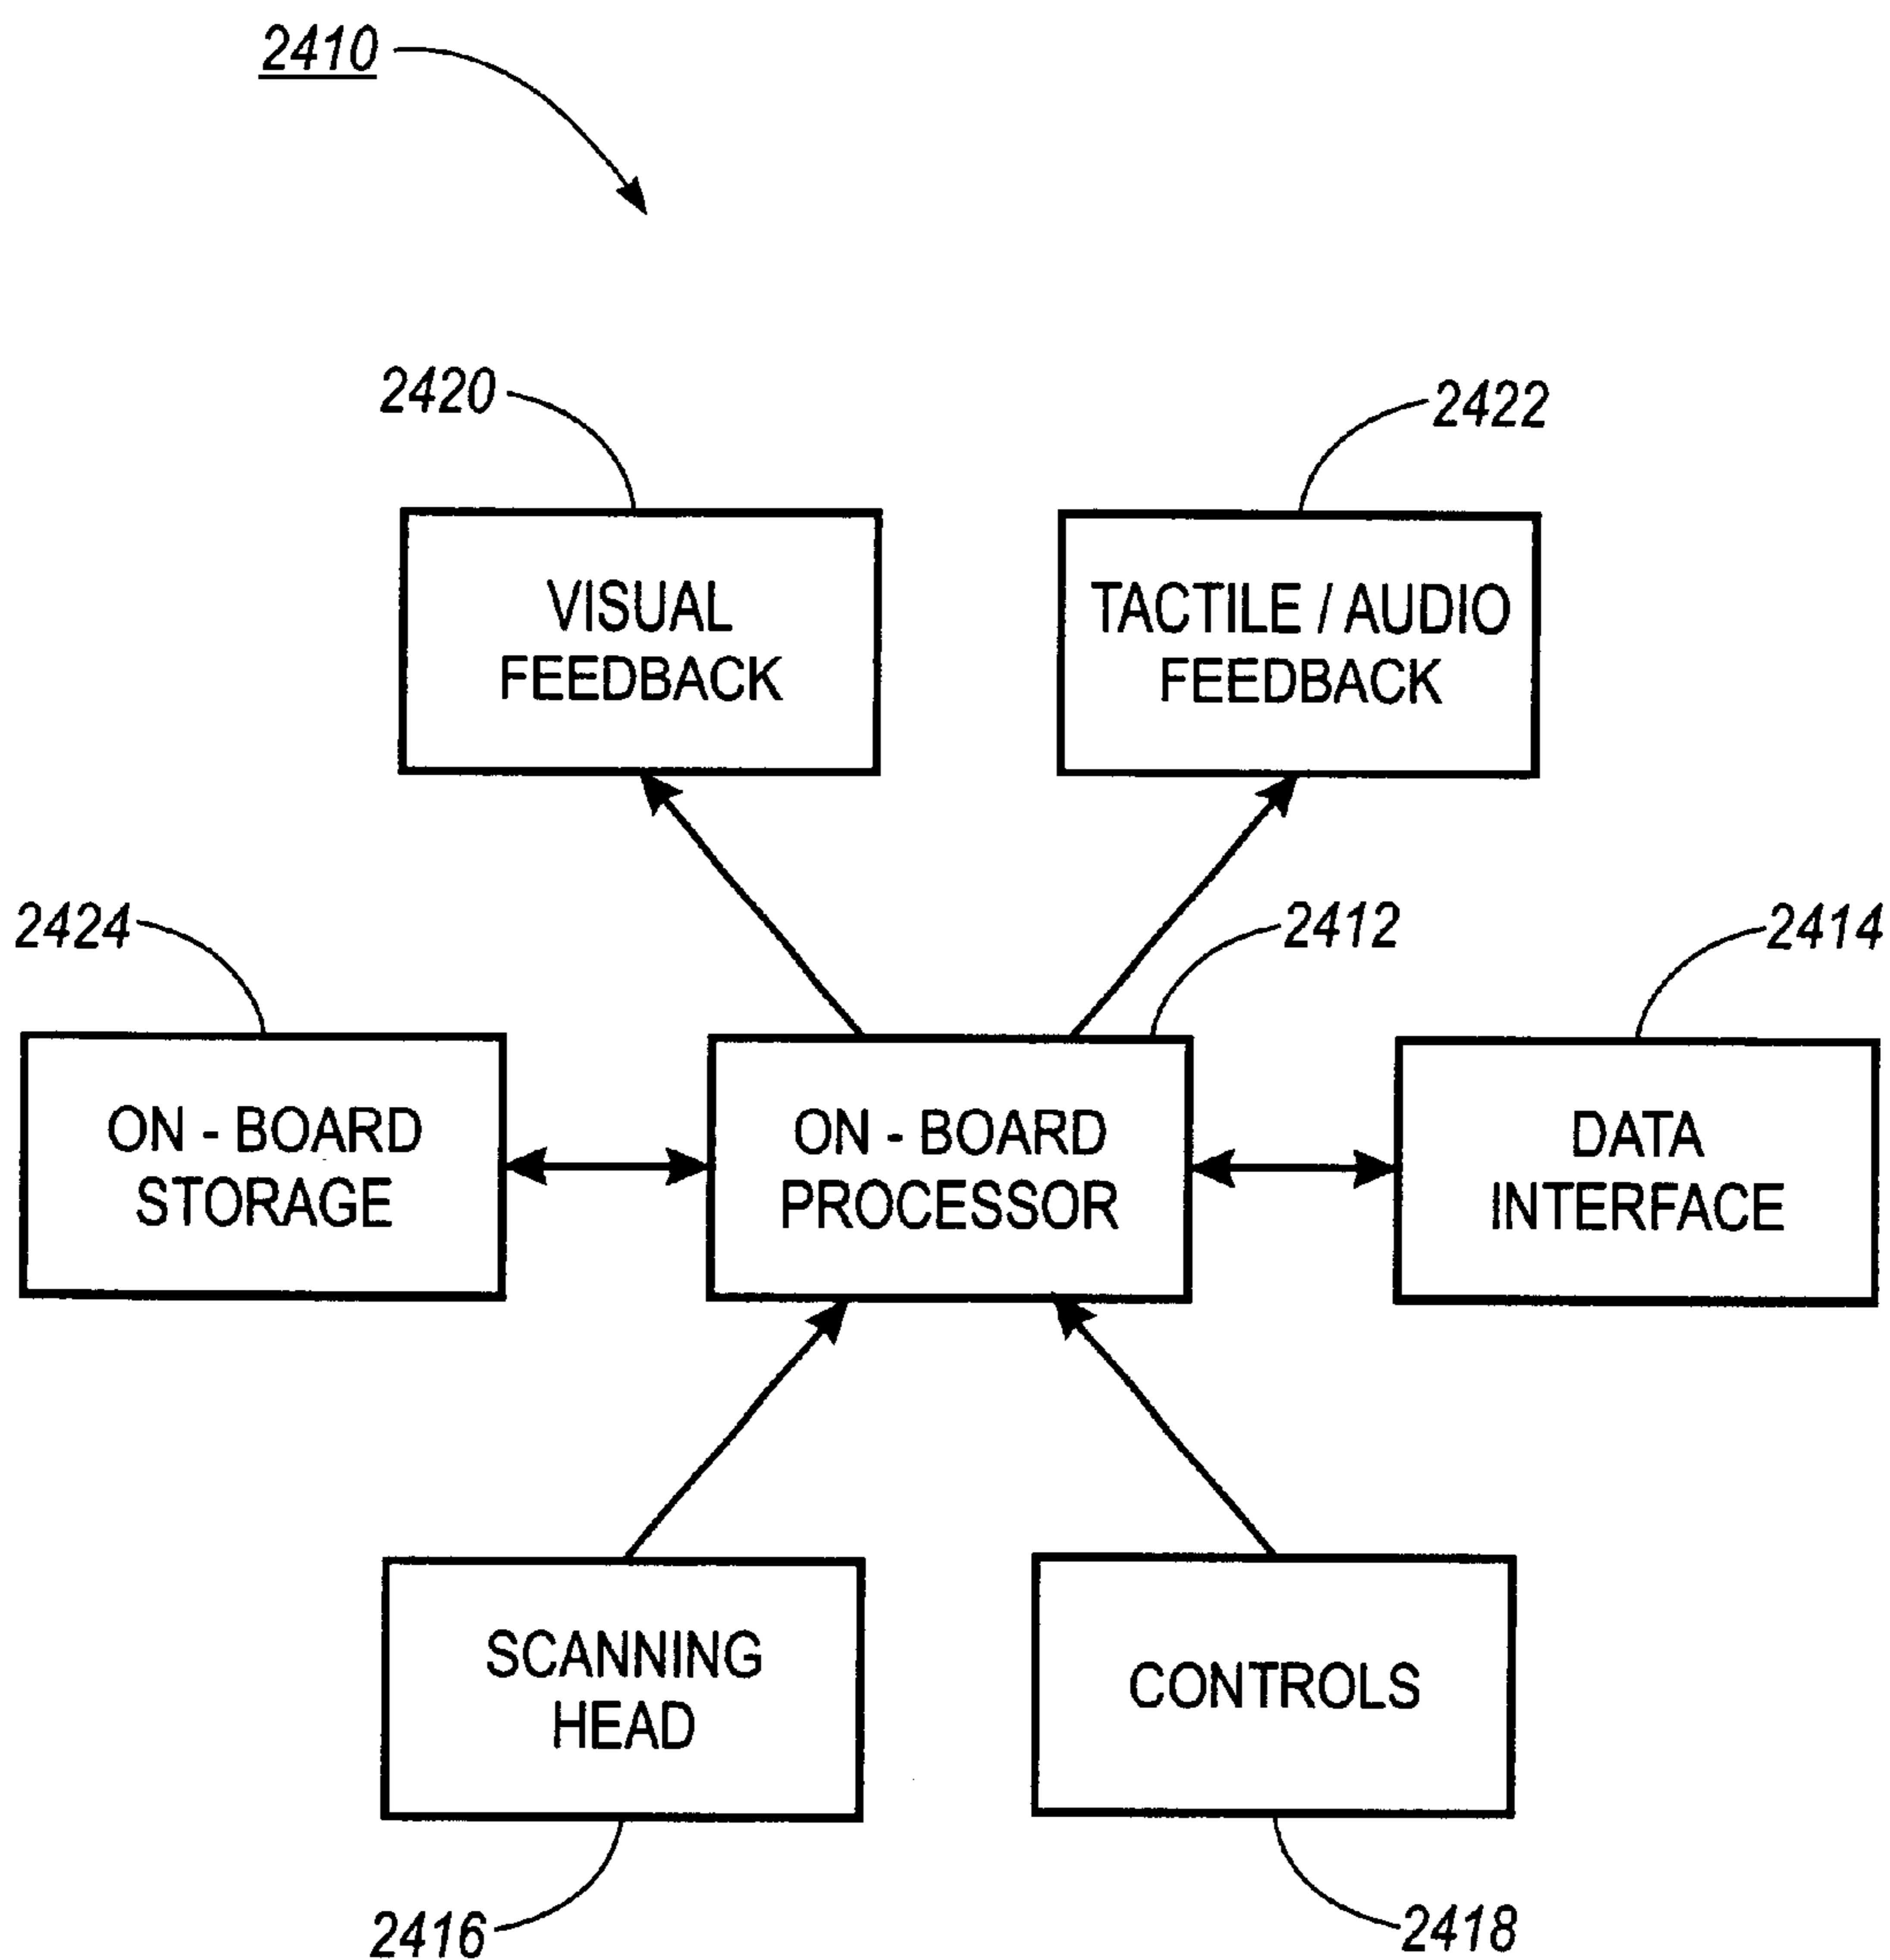 2410
2420
2422
VISUAL
FEEDBACK
TACTILE / AUDIO
FEEDBACK
2424
2412
2414
ON - BOARD
STORAGE
ON - BOARD
PROCESSOR
DATA
INTERFACE
SCANNING
HEAD
CONTROLS
2416
2418